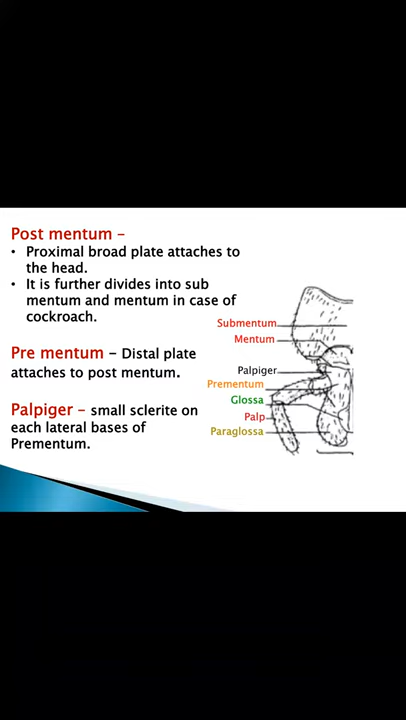 Post mentum –
• Proximal broad plate attaches to
the head.
• It is further divides into sub
mentum and mentum in case of
cockroach.
Pre mentum – Distal plate
attaches to post mentum.
Palpiger – small sclerite on
each lateral bases of
Prementum.
Submentum
Mentum
Palpiger
Prementum
Glossa
Palp
Paraglossa